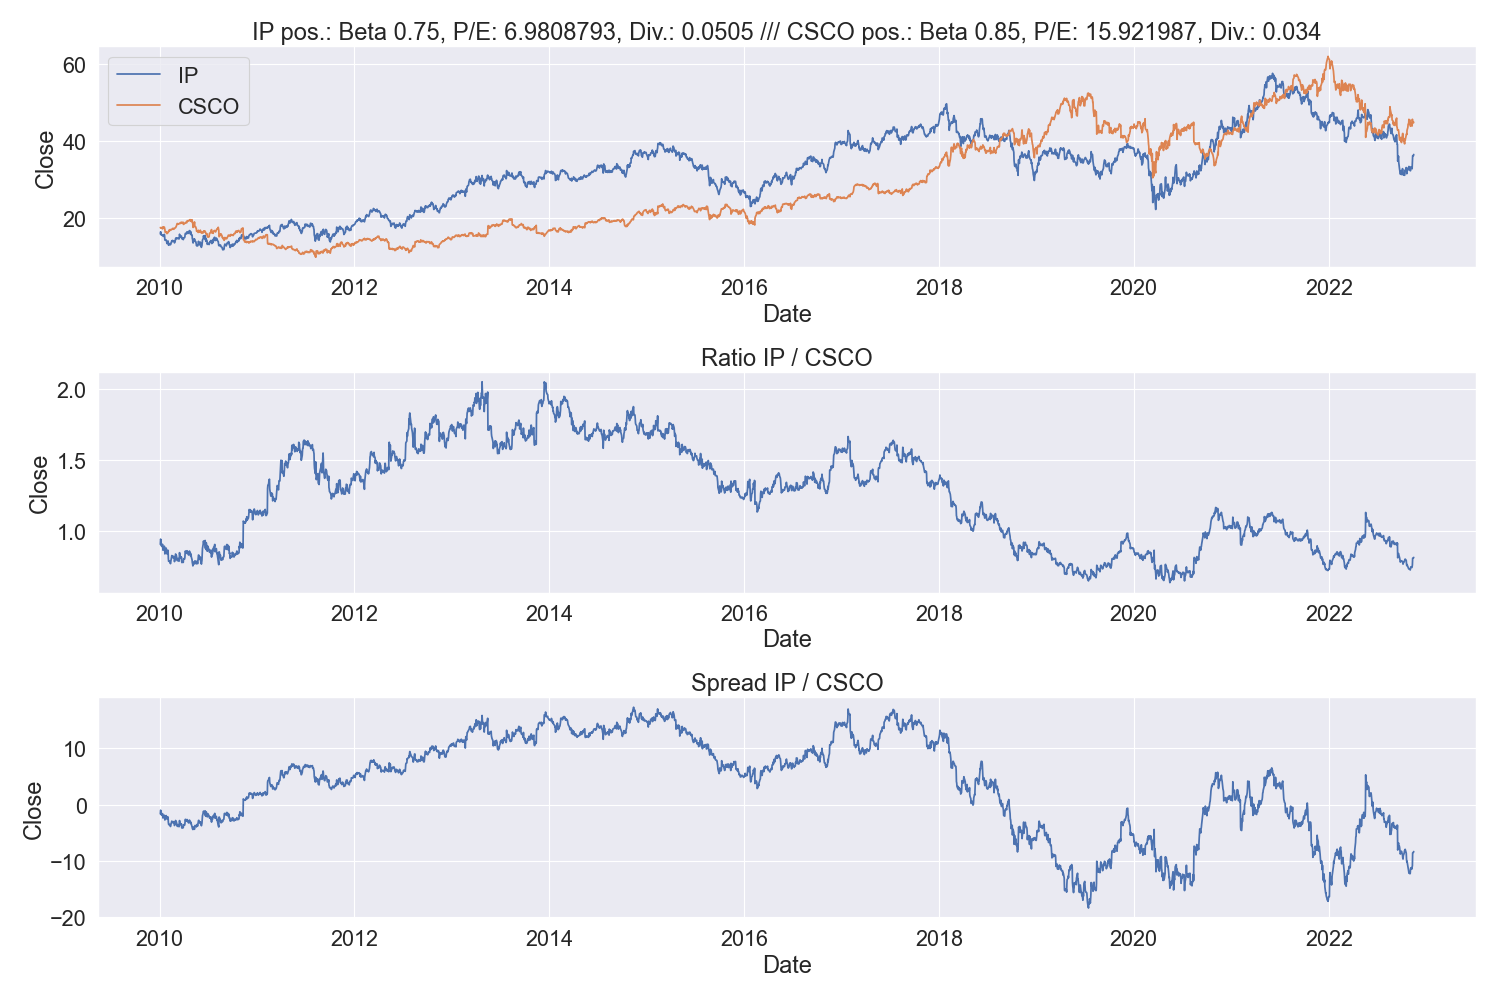 IP pos.: Beta 0.75, P/E: 6.9808793, Div.: 0.0505 /// CSCO pos.: Beta 0.85, P/E: 15.921987, Div.: 0.034
IP
CSCO
60
40
20
Close
2010 2012 2014 2016 2018 2020 2022
Date
Ratio IP / CSCO
2.0
1.5
1.0
Close
2010 2012 2014 2016 2018 2020 2022
Date
Spread IP / CSCO
10
0
−10
−20
Close
2010 2012 2014 2016 2018 2020 2022
Date